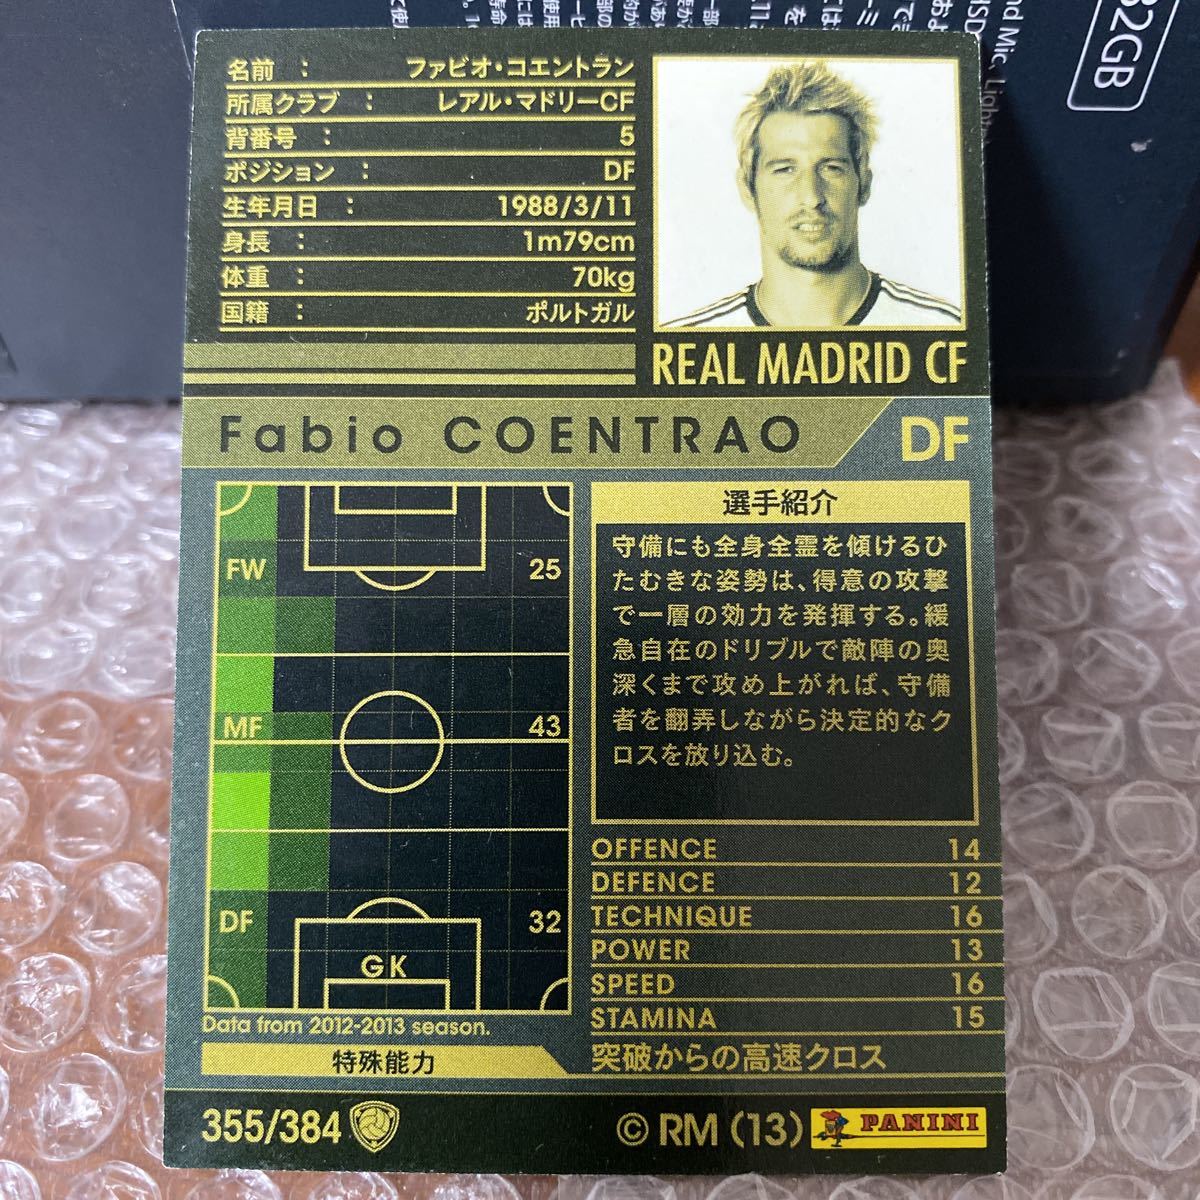 32GB
名前 : ファビオ・コエントラン
所属クラブ : レアル・マドリーCF
背番号 : 5
ポジション : DF
生年月日 : 1988/3/11
身長 : 1m79cm
体重 : 70kg
国籍 : ポルトガル
REAL MADRID CF
Fabio COENTRAO DF
FW 25
MF 43
DF 32
GK
Data from 2012-2013 season.
選手紹介
守備にも全身全霊を傾けるひ
たむきな姿勢は、得意の攻撃
で一層の効力を発揮する。緩
急自在のドリブルで敵陣の奥
深くまで攻め上がれば、守備
者を翻弄しながら決定的なク
ロスを放り込む。
OFFENCE 14
DEFENCE 12
TECHNIQUE 16
POWER 13
SPEED 16
STAMINA 15
特殊能力 突破からの高速クロス
355/384
© RM (13) PANINI